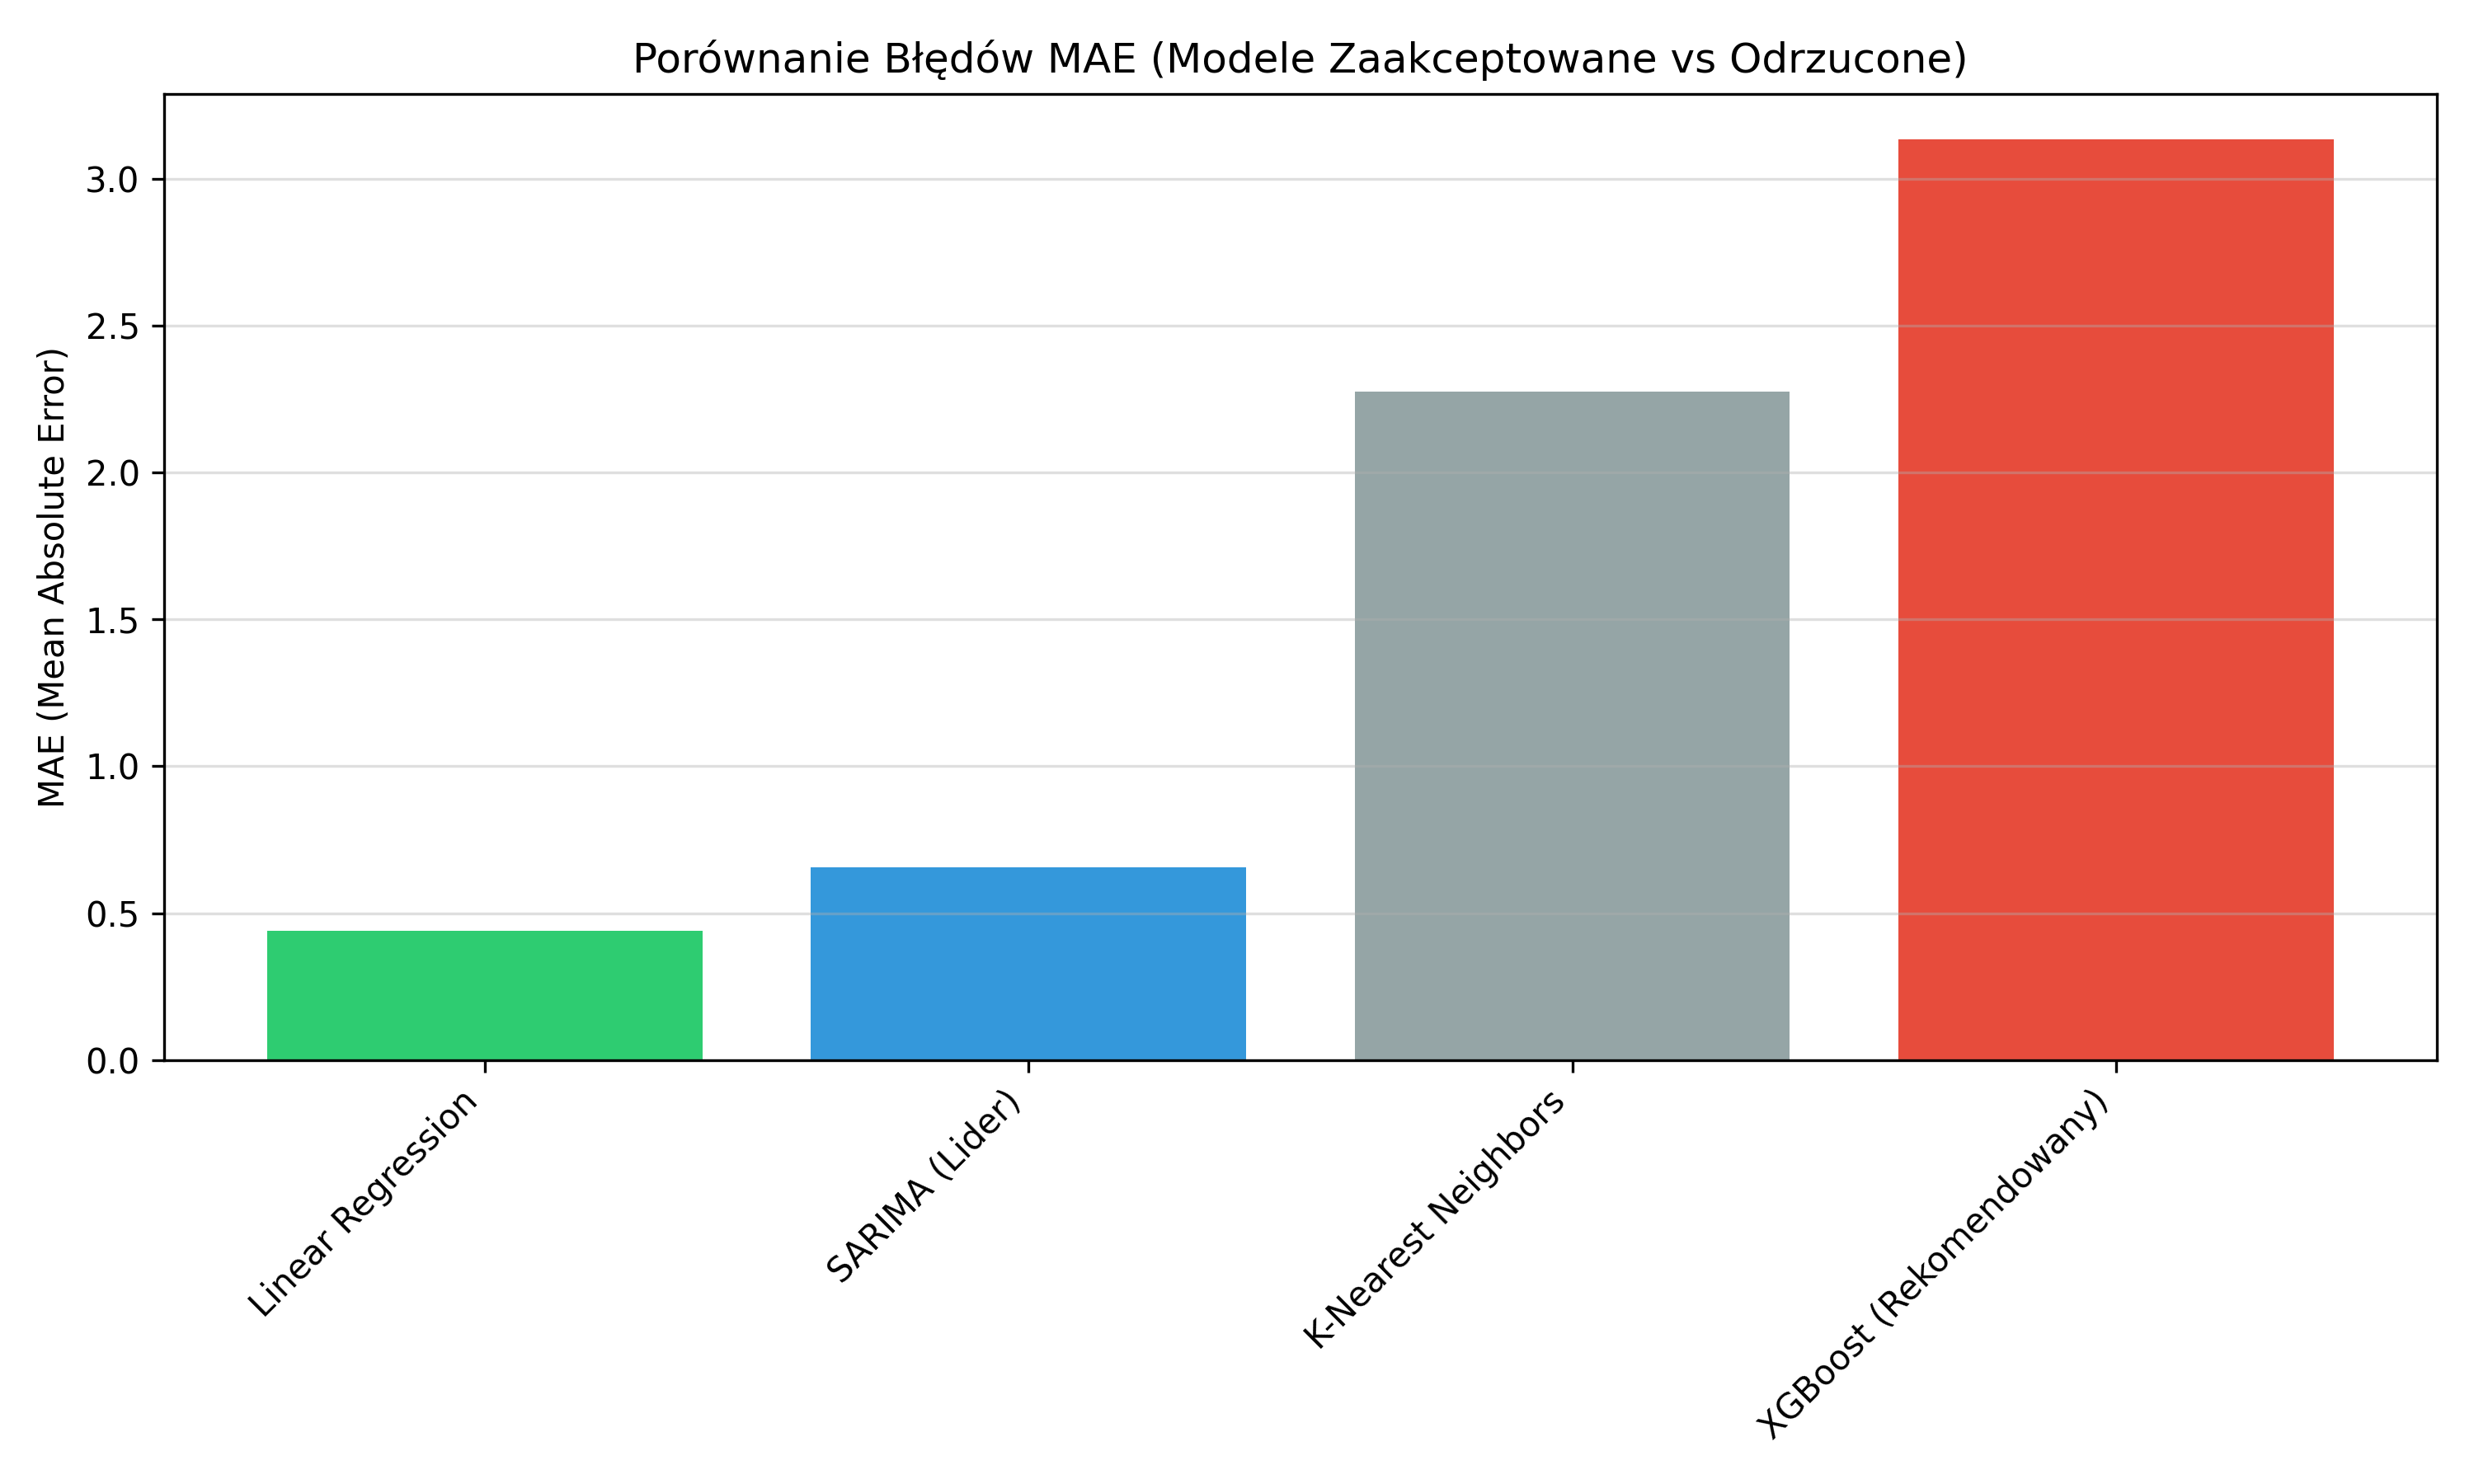 Porównanie Błędów MAE (Modele Zaakceptowane vs Odrzucone)
MAE (Mean Absolute Error)
3.0
2.5
2.0
1.5
1.0
0.5
0.0
Linear Regression
SARIMA (Lider)
K-Nearest Neighbors
XGBoost (Rekomendowany)